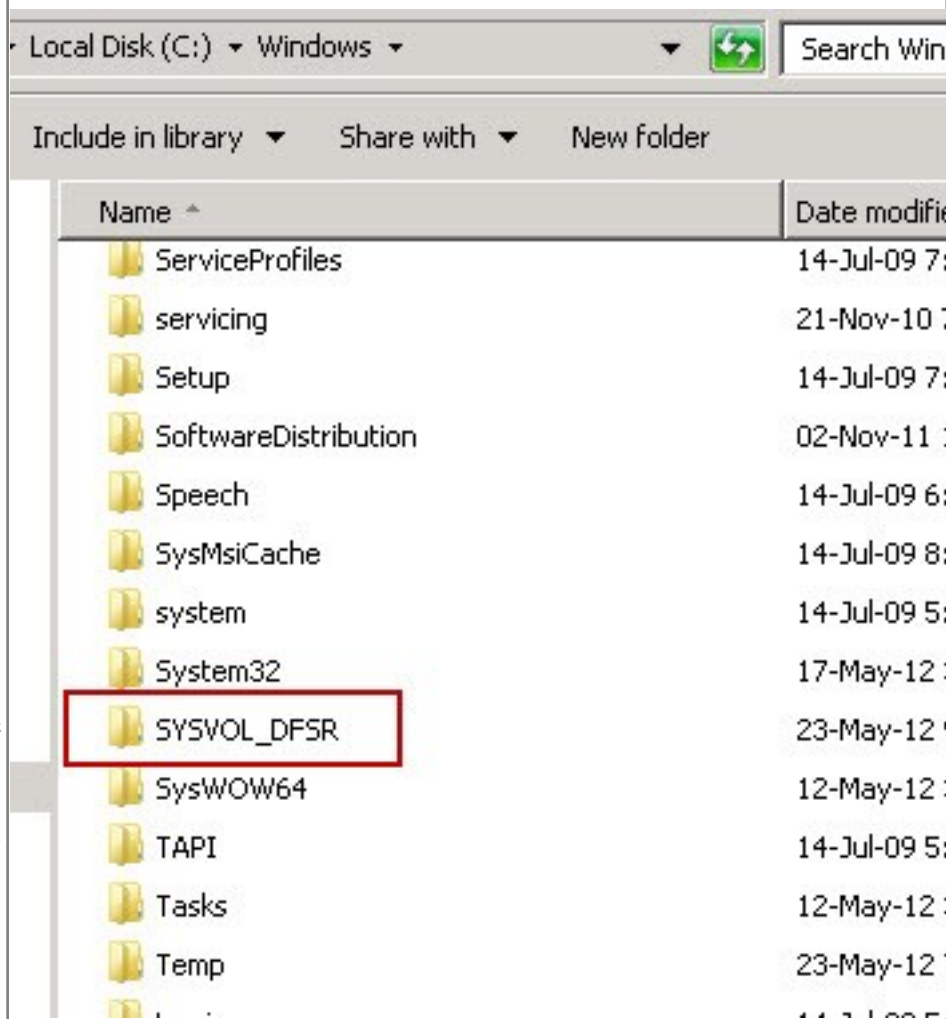 Local Disk (C:) Windows Search Win
Include in library Share with New folder
Name Date modifie
ServiceProfiles 14-Jul-09 7:
servicing 21-Nov-10
Setup 14-Jul-09 7:
SoftwareDistribution 02-Nov-11
Speech 14-Jul-09 6:
SysMsiCache 14-Jul-09 8:
system 14-Jul-09 5:
System32 17-May-12
SYSVOL_DFSR 23-May-12
SysWOW64 12-May-12
TAPI 14-Jul-09 5:
Tasks 12-May-12
Temp 23-May-12